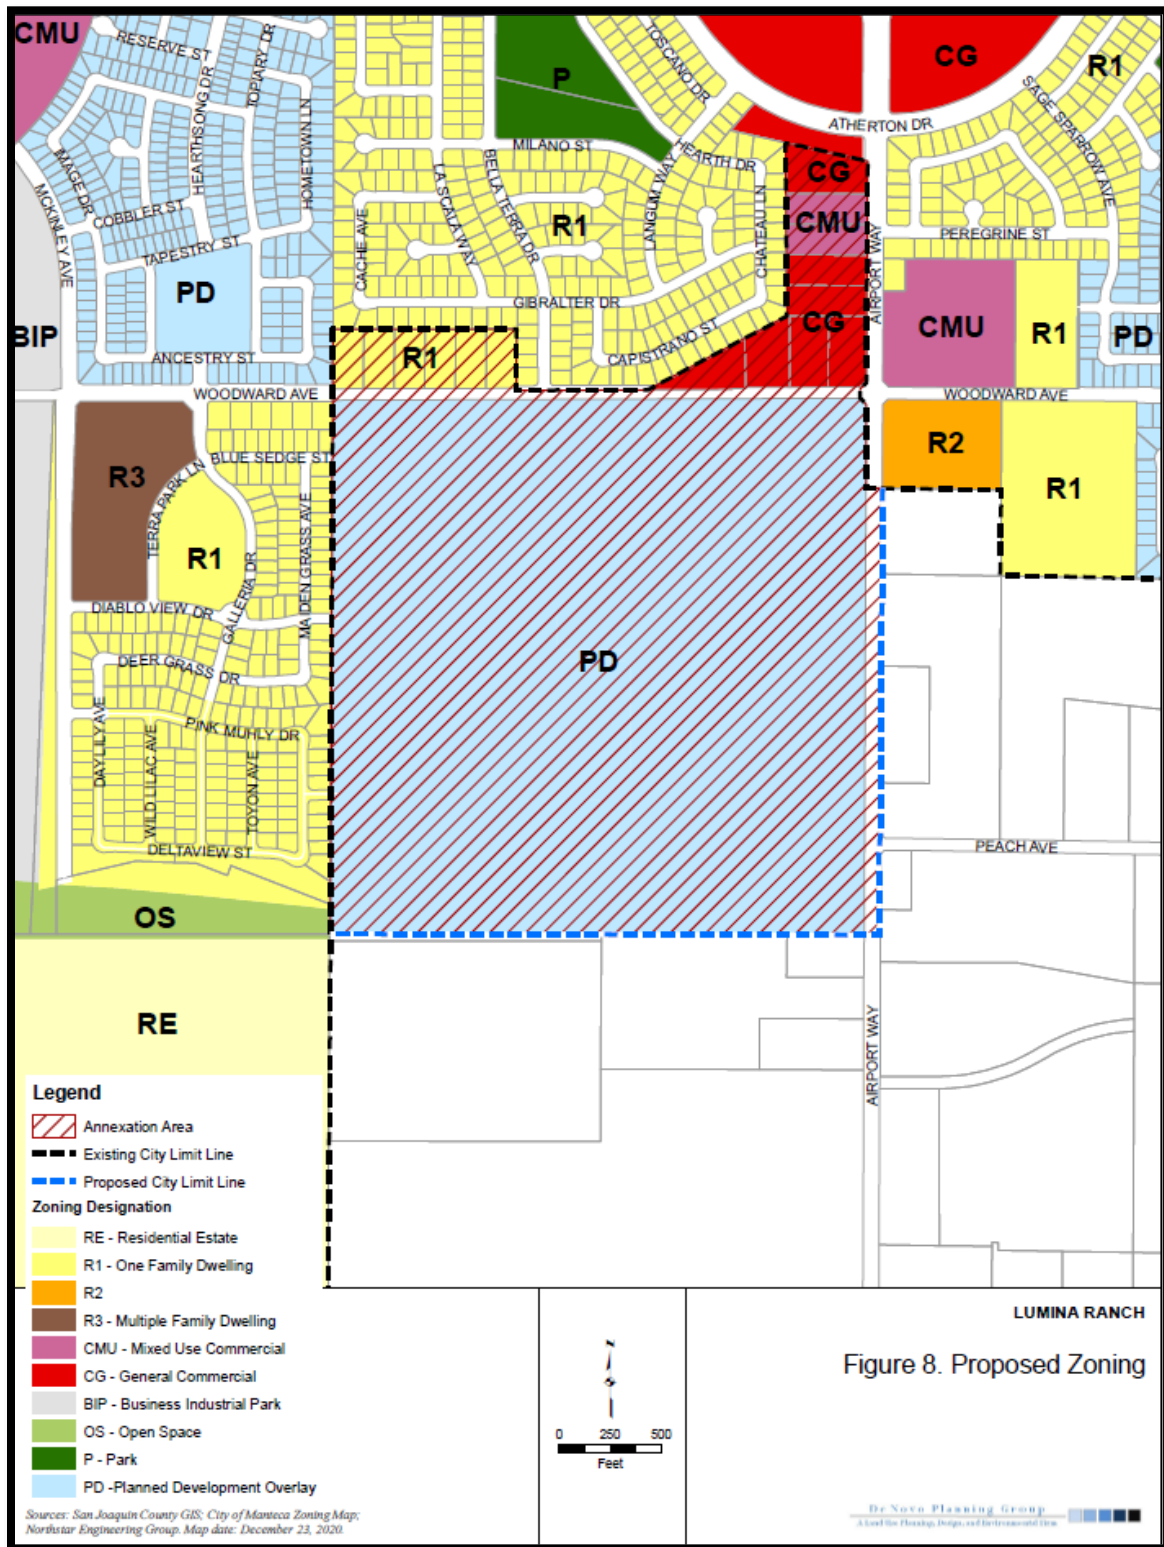 CMU
RESERVE ST
TOPIARY DR
HEARTHSONG DR
HOMETOWN LN
IMAGE DR
MCKINLEY AVE
COBBLER ST
TAPESTRY ST
PD
BIP
ANCESTRY ST
WOODWARD AVE
P
TOSCANO DR
MILANO ST
HEARTH DR
LA SCALA WAY
BELLA TERRA DR
LANGUM WAY
CHATEAU LN
CACHE AVE
R1
GIBRALTER DR
CAPISTRANO ST
R1
CG
ATHERTON DR
R1
SAGE SPARROW AVE
CG
CMU
CG
AIRPORT WAY
PEREGRINE ST
CMU
R1
PD
WOODWARD AVE
R2
R1
R3
BLUE SEDGE ST
TERRA PARK LN
R1
MAIDEN GRASS AVE
GALLERIA DR
DIABLO VIEW DR
DEER GRASS DR
PINK MUHLY DR
DAYLILY AVE
WILD LILAC AVE
TOYON AVE
DELTAVIEW ST
PD
PEACH AVE
OS
RE
AIRPORT WAY
Legend
Annexation Area
Existing City Limit Line
Proposed City Limit Line
Zoning Designation
RE - Residential Estate
R1 - One Family Dwelling
R2
R3 - Multiple Family Dwelling
CMU - Mixed Use Commercial
CG - General Commercial
BIP - Business Industrial Park
OS - Open Space
P - Park
PD -Planned Development Overlay
Sources: San Joaquin County GIS; City of Manteca Zoning Map;
Northstar Engineering Group. Map date: December 23, 2020.
N
0 250 500
Feet
LUMINA RANCH
Figure 8. Proposed Zoning
De Novo Planning Group
A Land Use Planning, Design, and Environmental Firm